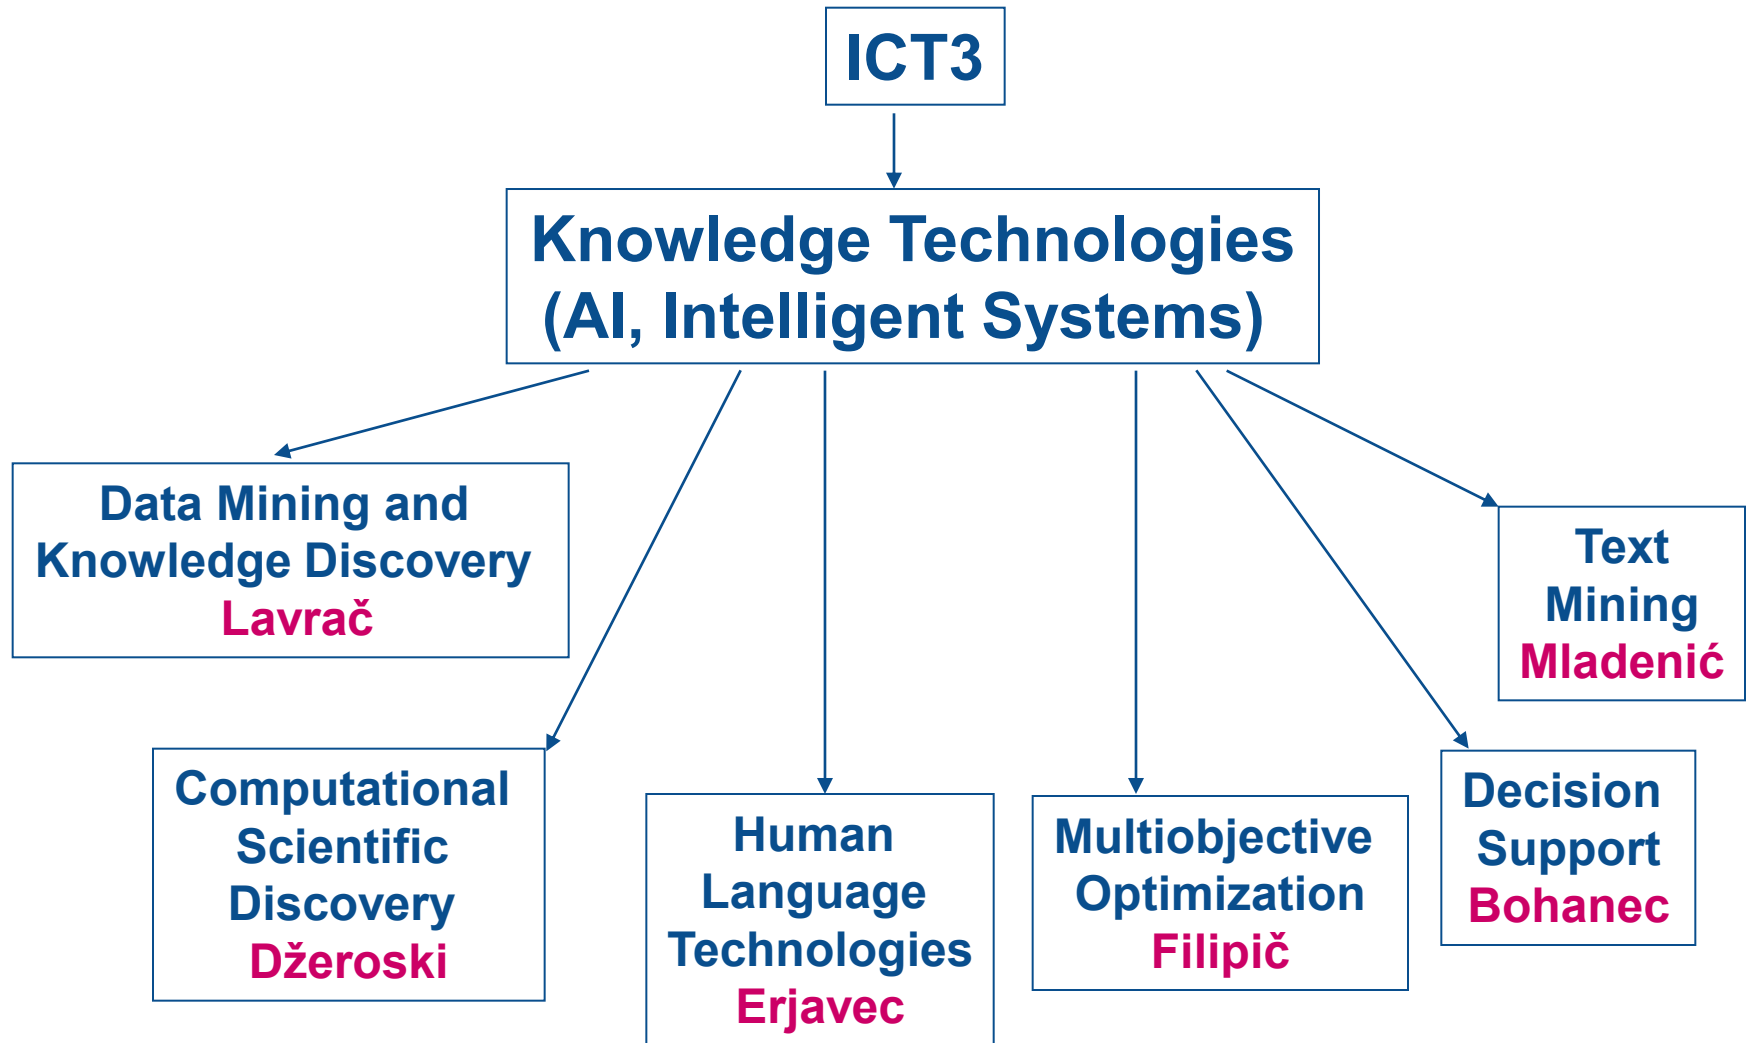 ICT3
Knowledge Technologies
(AI, Intelligent Systems)
Data Mining and
Knowledge Discovery
Lavrač
Text
Mining
Mladenić
Computational
Scientific
Discovery
Džeroski
Human
Language
Technologies
Erjavec
Multiobjective
Optimization
Filipič
Decision
Support
Bohanec